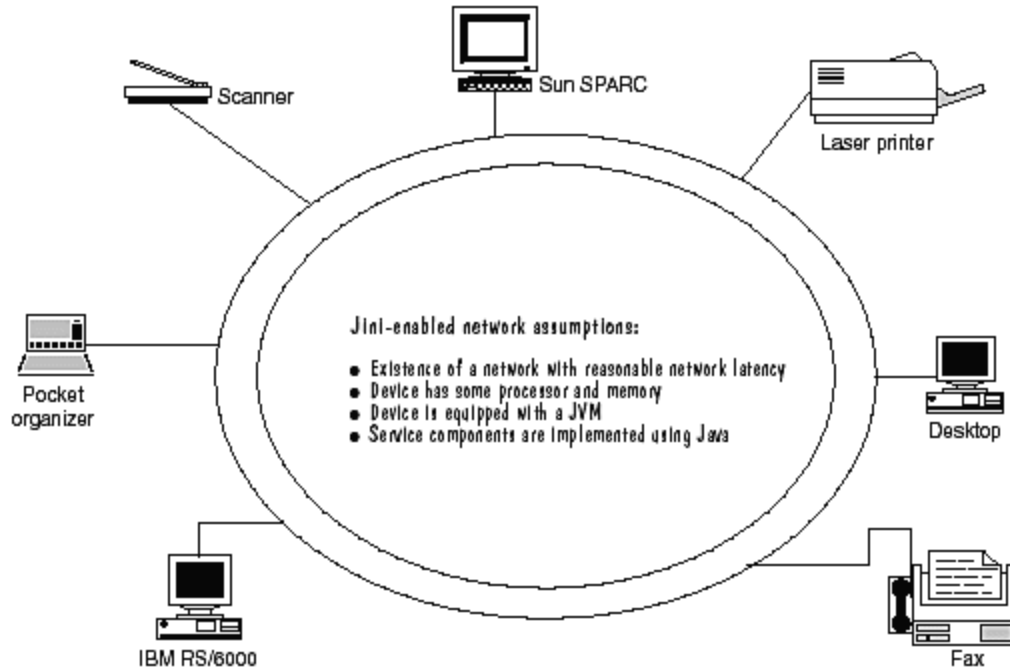 Scanner
Sun SPARC
Laser printer
Jini-enabled network assumptions:
● Existence of a network with reasonable network latency
● Device has some processor and memory
● Device is equipped with a JVM
● Service components are implemented using Java
Pocket
organizer
Desktop
IBM RS/6000
Fax